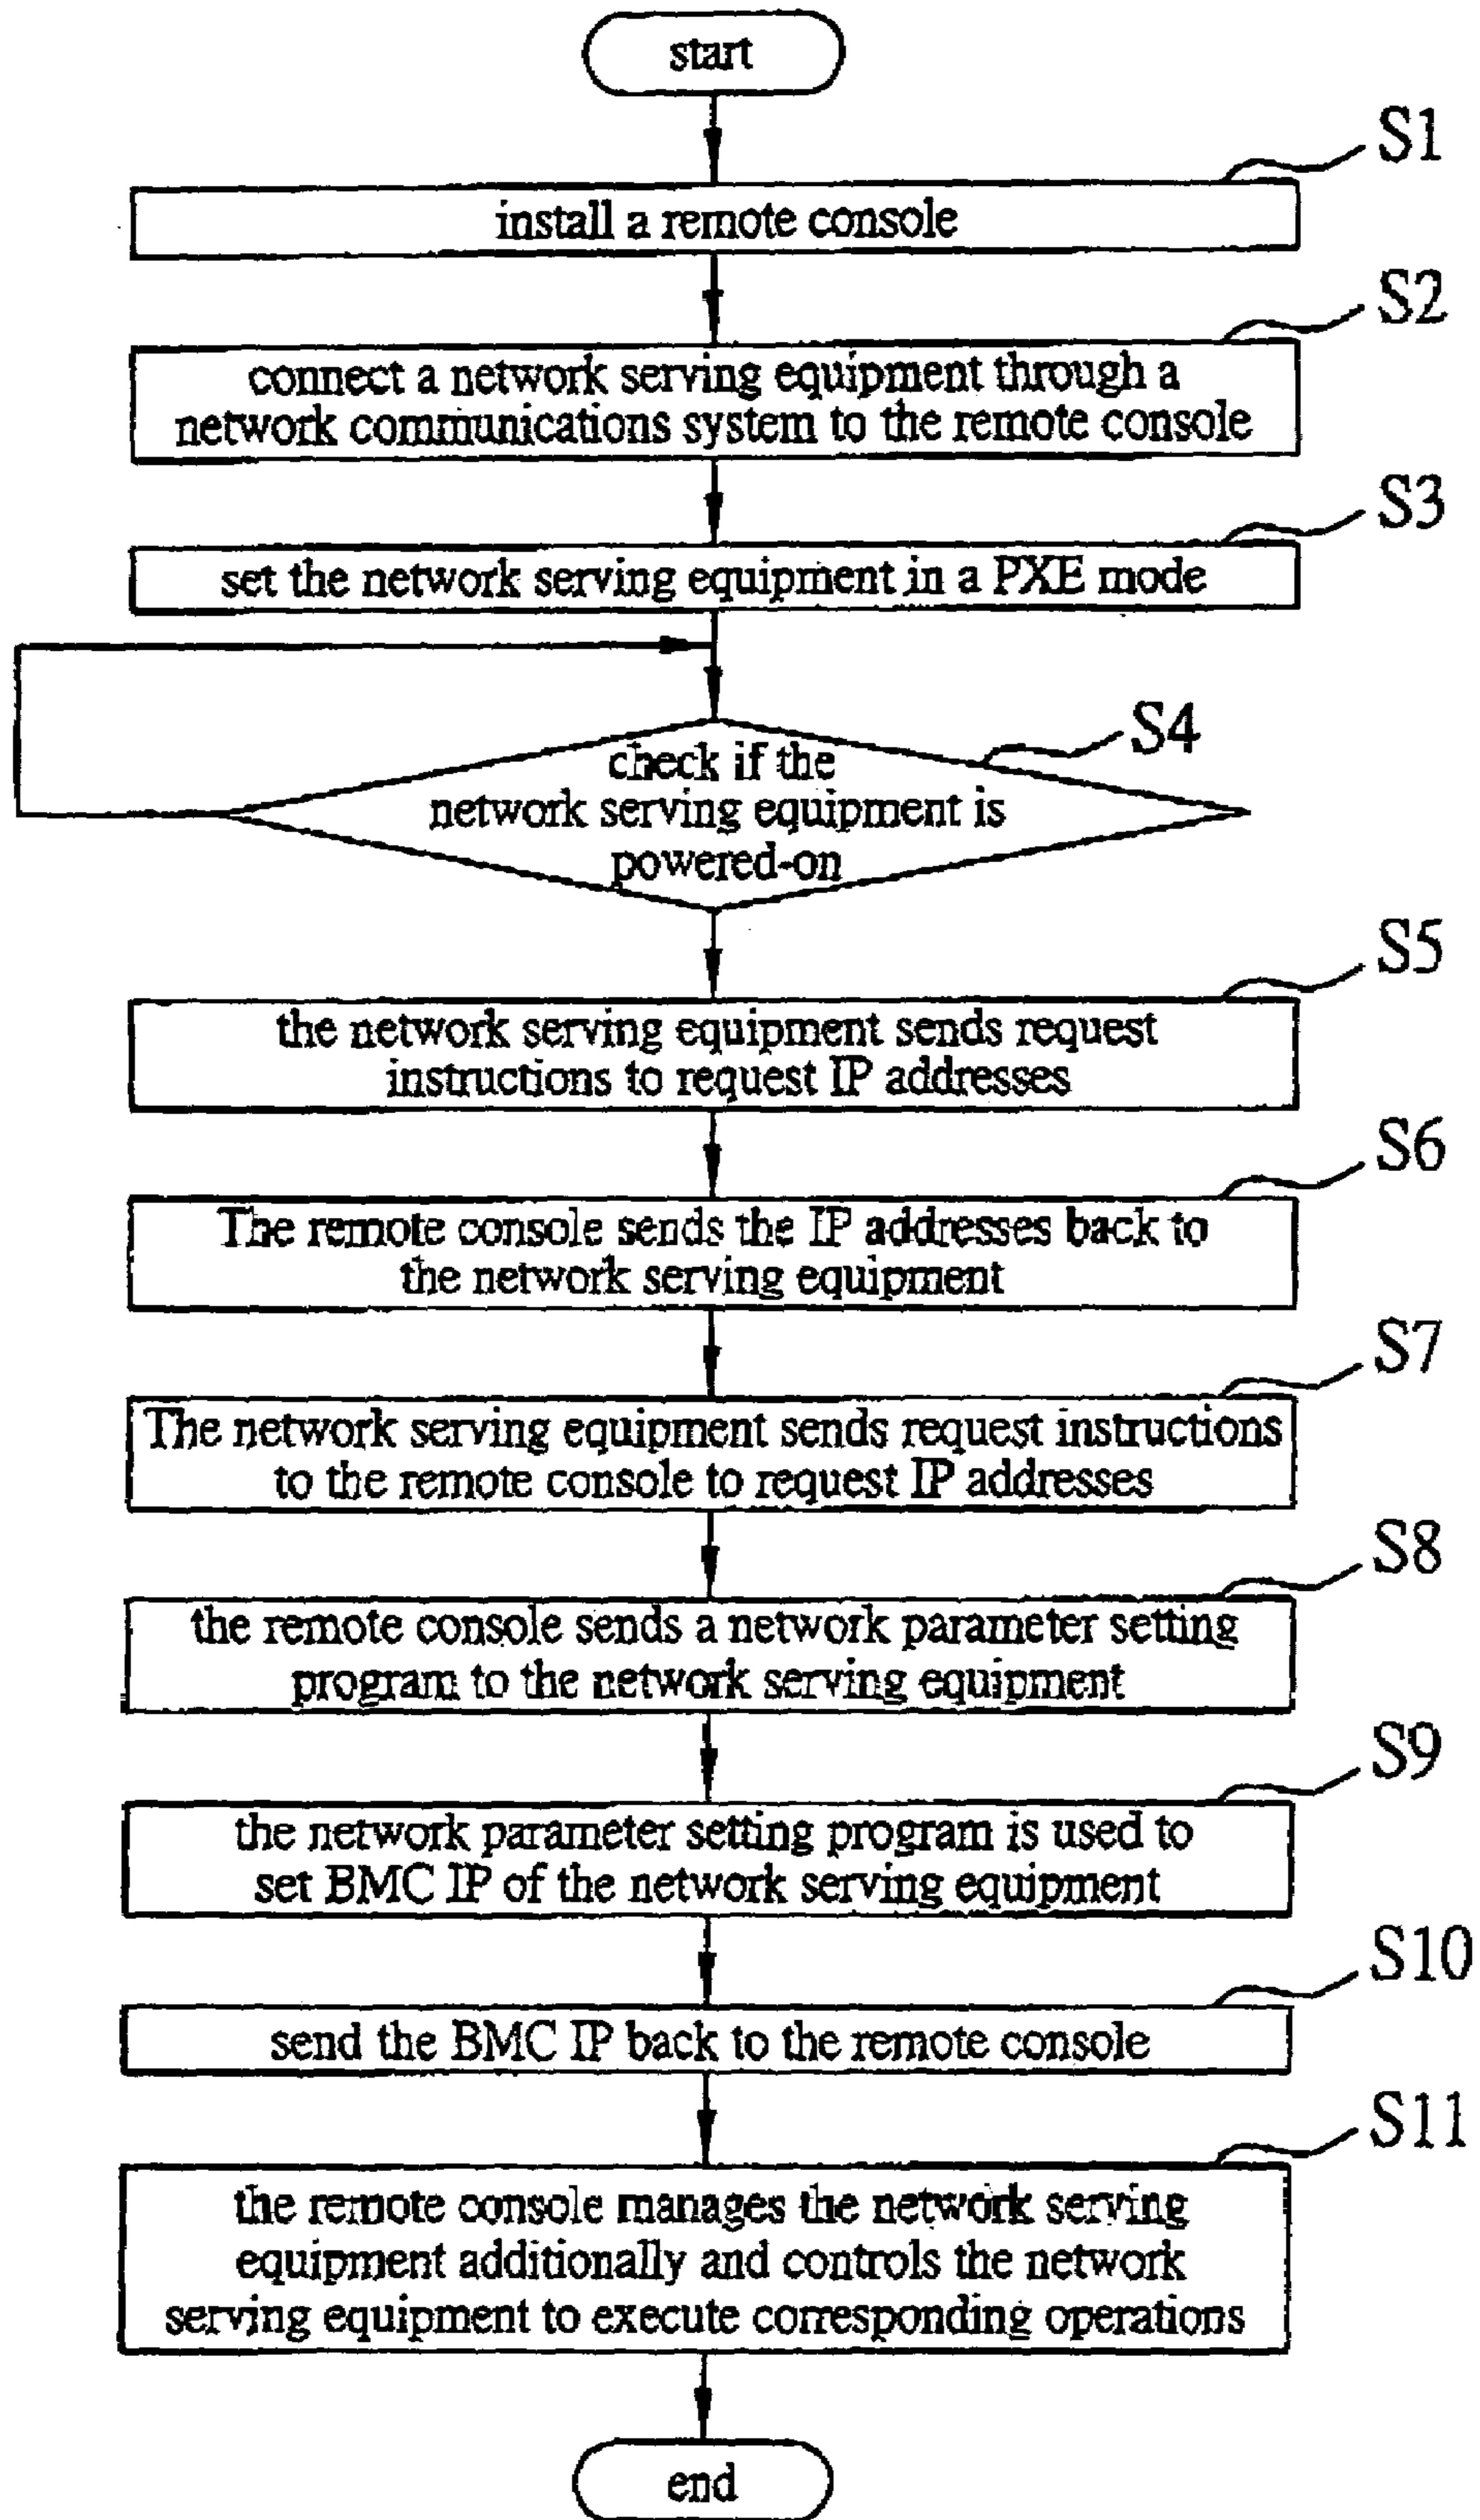 start
S1
install a remote console
S2
connect a network serving equipment through a
network communications system to the remote console
S3
set the network serving equipment in a PXE mode
S4
check if the
network serving equipment is
powered-on
S5
the network serving equipment sends request
instructions to request IP addresses
S6
The remote console sends the IP addresses back to
the network serving equipment
S7
The network serving equipment sends request instructions
to the remote console to request IP addresses
S8
the remote console sends a network parameter setting
program to the network serving equipment
S9
the network parameter setting program is used to
set BMC IP of the network serving equipment
S10
send the BMC IP back to the remote console
S11
the remote console manages the network serving
equipment additionally and controls the network
serving equipment to execute corresponding operations
end